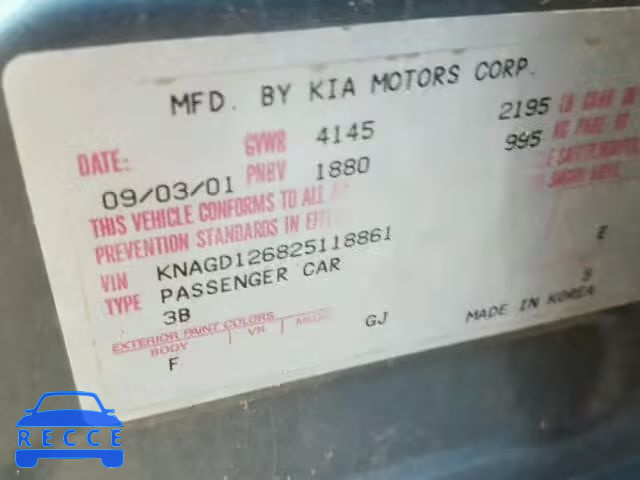 MFD. BY KIA MOTORS CORP.
DATE: GVWR 4145 2195
09/03/01 PNBV 1880 995
THIS VEHICLE CONFORMS TO ALL
PREVENTION STANDARDS IN EFF
VIN KNAGD126825118861 E
TYPE PASSENGER CAR
3B S
EXTERIOR PAINT COLORS GJ MADE IN KOREA
BODY VR
F
RECCE